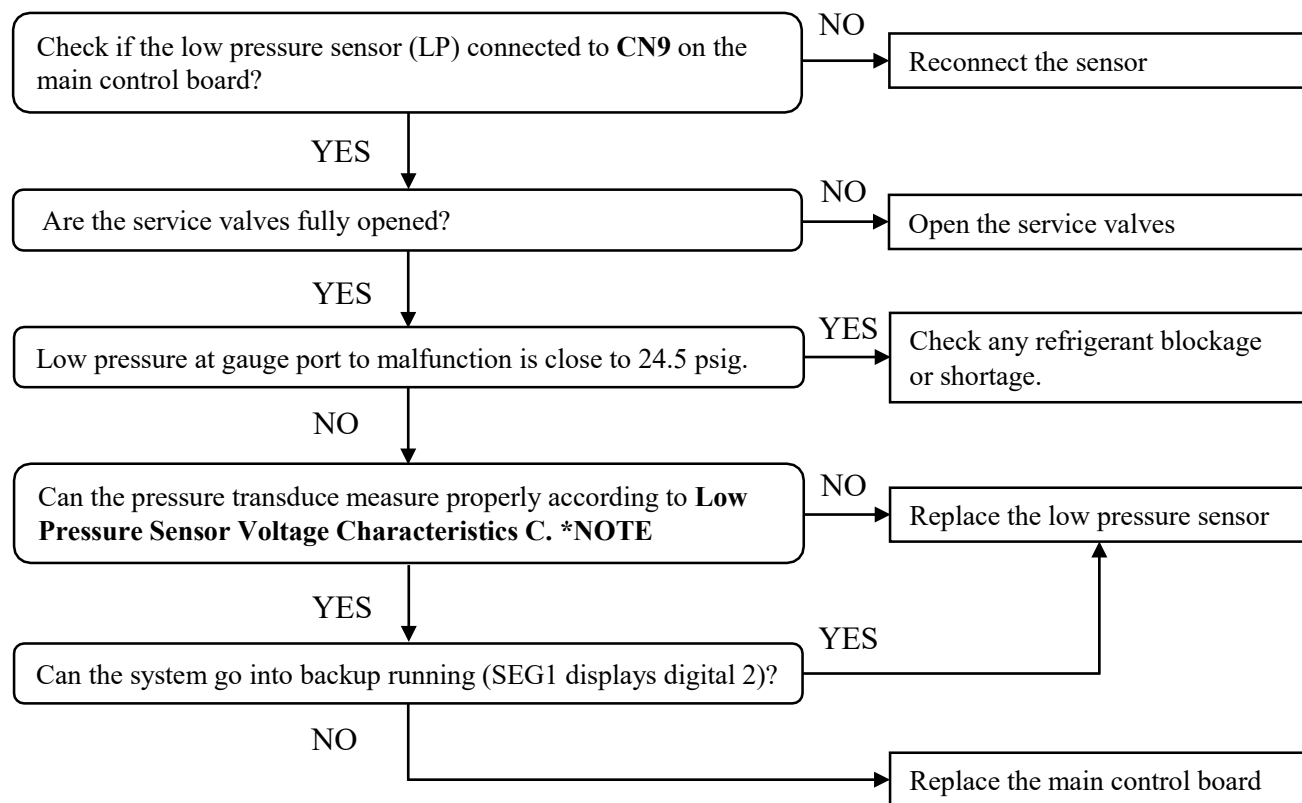 Check if the low pressure sensor (LP) connected to CN9 on the
main control board?
NO
Reconnect the sensor
YES
Are the service valves fully opened?
NO
Open the service valves
YES
Low pressure at gauge port to malfunction is close to 24.5 psig.
YES
Check any refrigerant blockage
or shortage.
NO
Can the pressure transduce measure properly according to Low
Pressure Sensor Voltage Characteristics C. *NOTE
NO
Replace the low pressure sensor
YES
Can the system go into backup running (SEG1 displays digital 2)?
YES
NO
Replace the main control board